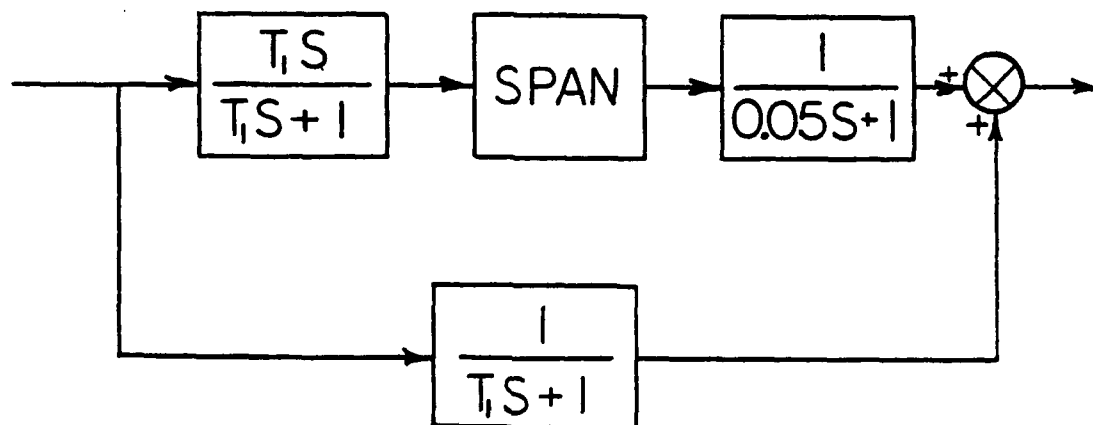 T₁S
T₁S + 1
SPAN
1
0.05S + 1
+
+
1
T₁S + 1